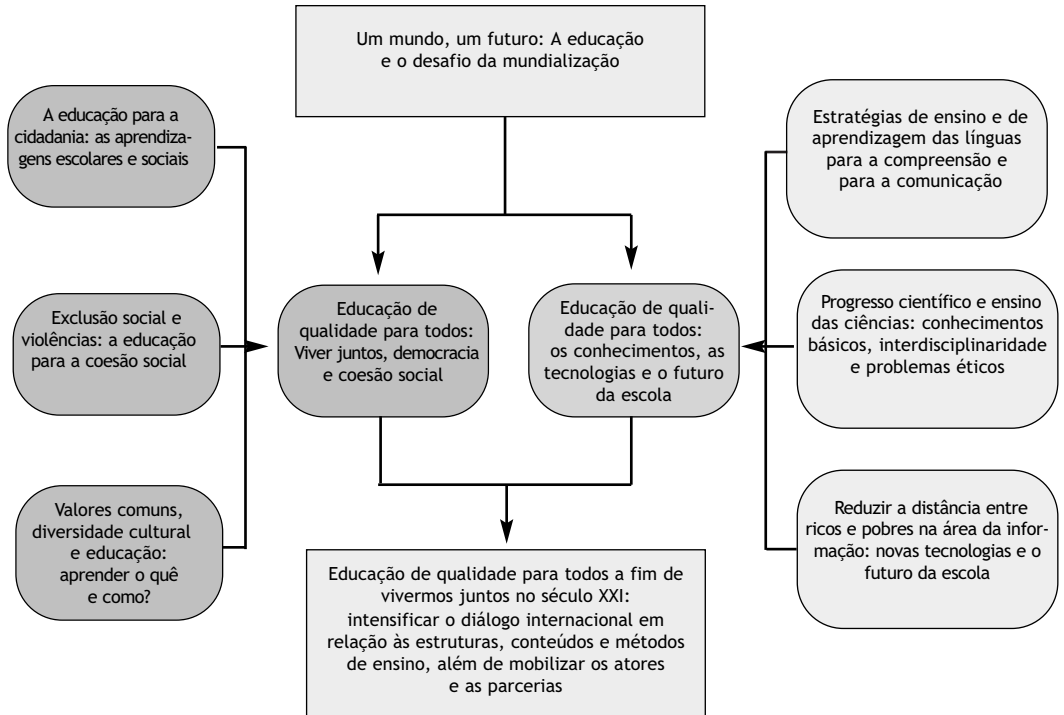 Um mundo, um futuro: A educação
e o desafio da mundialização
A educação para a
cidadania: as aprendiza-
gens escolares e sociais
Estratégias de ensino e de
aprendizagem das línguas
para a compreensão e
para a comunicação
Exclusão social e
violências: a educação
para a coesão social
Educação de
qualidade para todos:
Viver juntos, democracia
e coesão social
Educação de quali-
dade para todos:
os conhecimentos, as
tecnologias e o futuro
da escola
Progresso científico e ensino
das ciências: conhecimentos
básicos, interdisciplinaridade
e problemas éticos
Valores comuns,
diversidade cultural
e educação:
aprender o quê
e como?
Reduzir a distância entre
ricos e pobres na área da infor-
mação: novas tecnologias e o
futuro da escola
Educação de qualidade para todos a fim de
vivermos juntos no século XXI:
intensificar o diálogo internacional em
relação às estruturas, conteúdos e métodos
de ensino, além de mobilizar os atores
e as parcerias